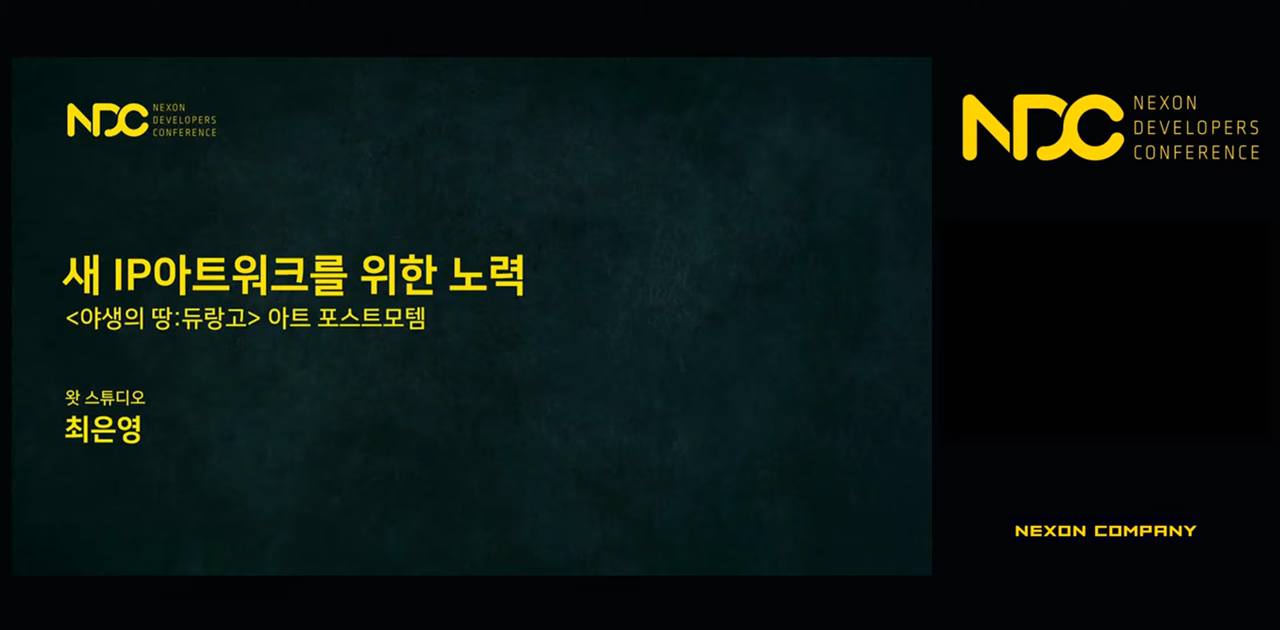 NDC NEXON
DEVELOPERS
CONFERENCE
새 IP아트워크를 위한 노력
<야생의 땅:듀랑고> 아트 포스트모템
왓 스튜디오
최은영
NDC NEXON
DEVELOPERS
CONFERENCE
NEXON COMPANY